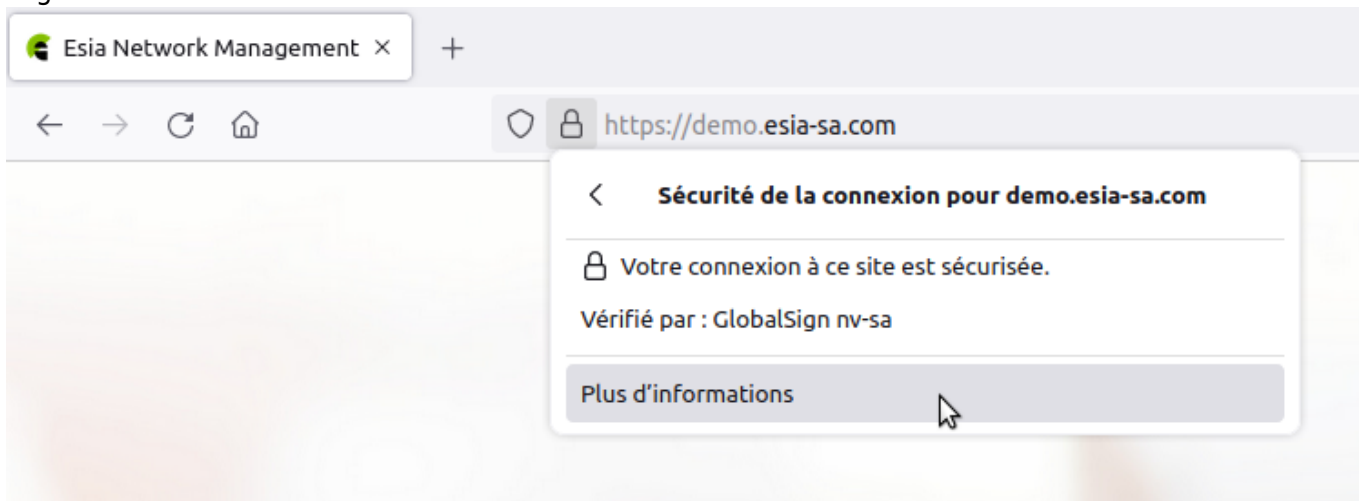 Esia Network Management
https://demo.esia-sa.com
Sécurité de la connexion pour demo.esia-sa.com
Votre connexion à ce site est sécurisée.
Vérifié par : GlobalSign nv-sa
Plus d’informations